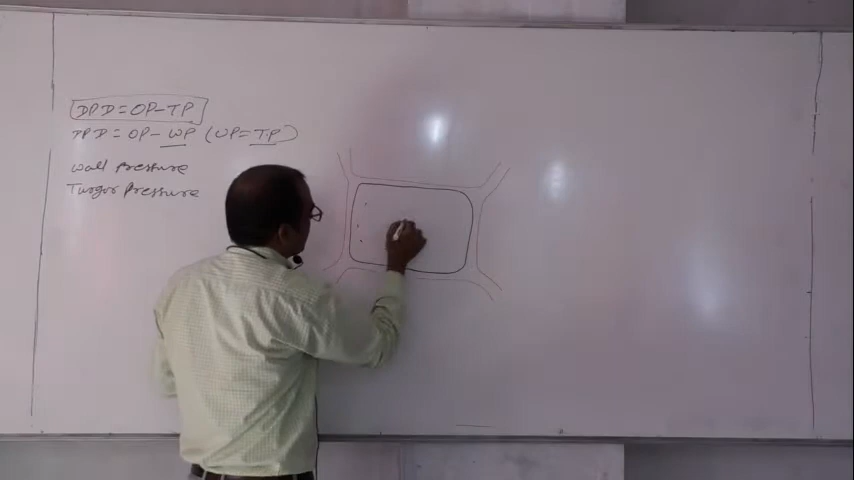 DPD = OP-TP
DPD = OP - WP (WP = TP)
Wall Pressure
Turgor Pressure